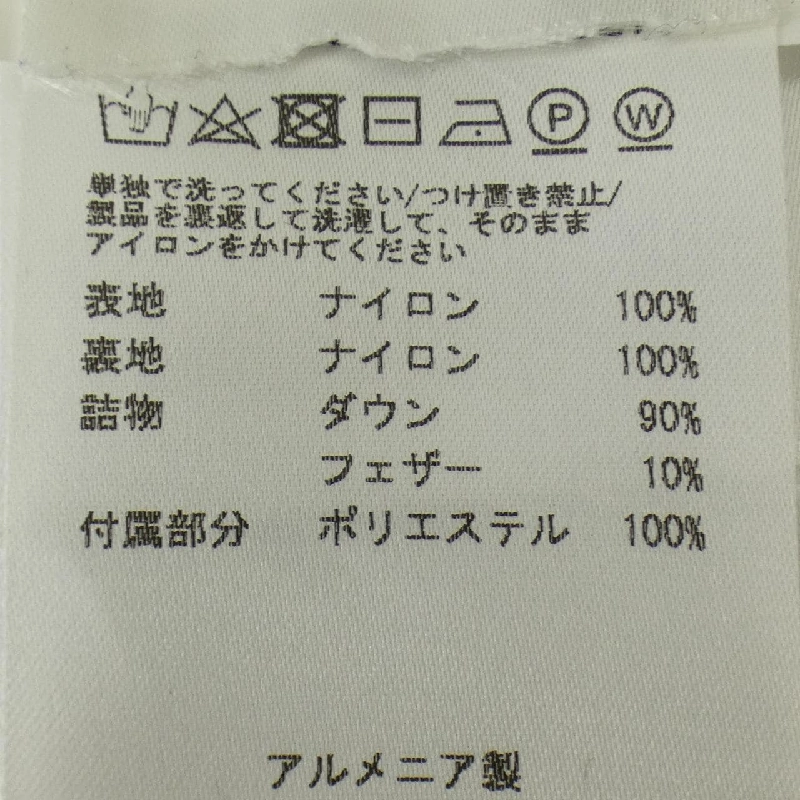 P W
単独で洗ってください/つけ置き禁止/
製品を裏返して洗濯して、そのまま
アイロンをかけてください
表地 ナイロン 100%
裏地 ナイロン 100%
詰物 ダウン 90%
フェザー 10%
付属部分 ポリエステル 100%
アルメニア製